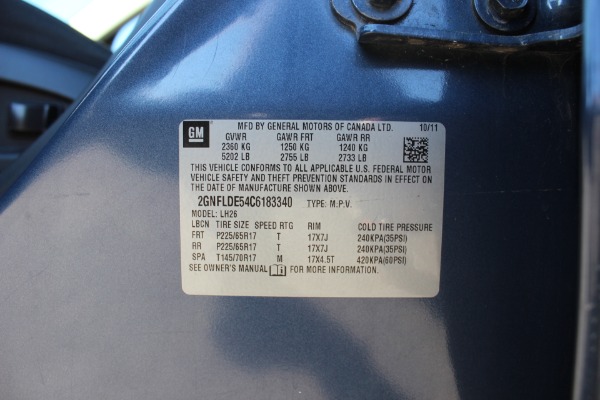 GM
MFD BY GENERAL MOTORS OF CANADA LTD. 10/11
GVWR GAWR FRT GAWR RR
2360 KG 1250 KG 1240 KG
5202 LB 2755 LB 2733 LB
THIS VEHICLE CONFORMS TO ALL APPLICABLE U.S. FEDERAL MOTOR
VEHICLE SAFETY AND THEFT PREVENTION STANDARDS IN EFFECT ON
THE DATE OF MANUFACTURE SHOWN ABOVE.
2GNFLDE54C6183340 TYPE: M.P.V.
MODEL: LH26
LBCN TIRE SIZE SPEED RTG RIM COLD TIRE PRESSURE
FRT P225/65R17 T 17X7J 240KPA(35PSI)
RR P225/65R17 T 17X7J 240KPA(35PSI)
SPA T145/70R17 M 17X4.5T 420KPA(60PSI)
SEE OWNER'S MANUAL FOR MORE INFORMATION.